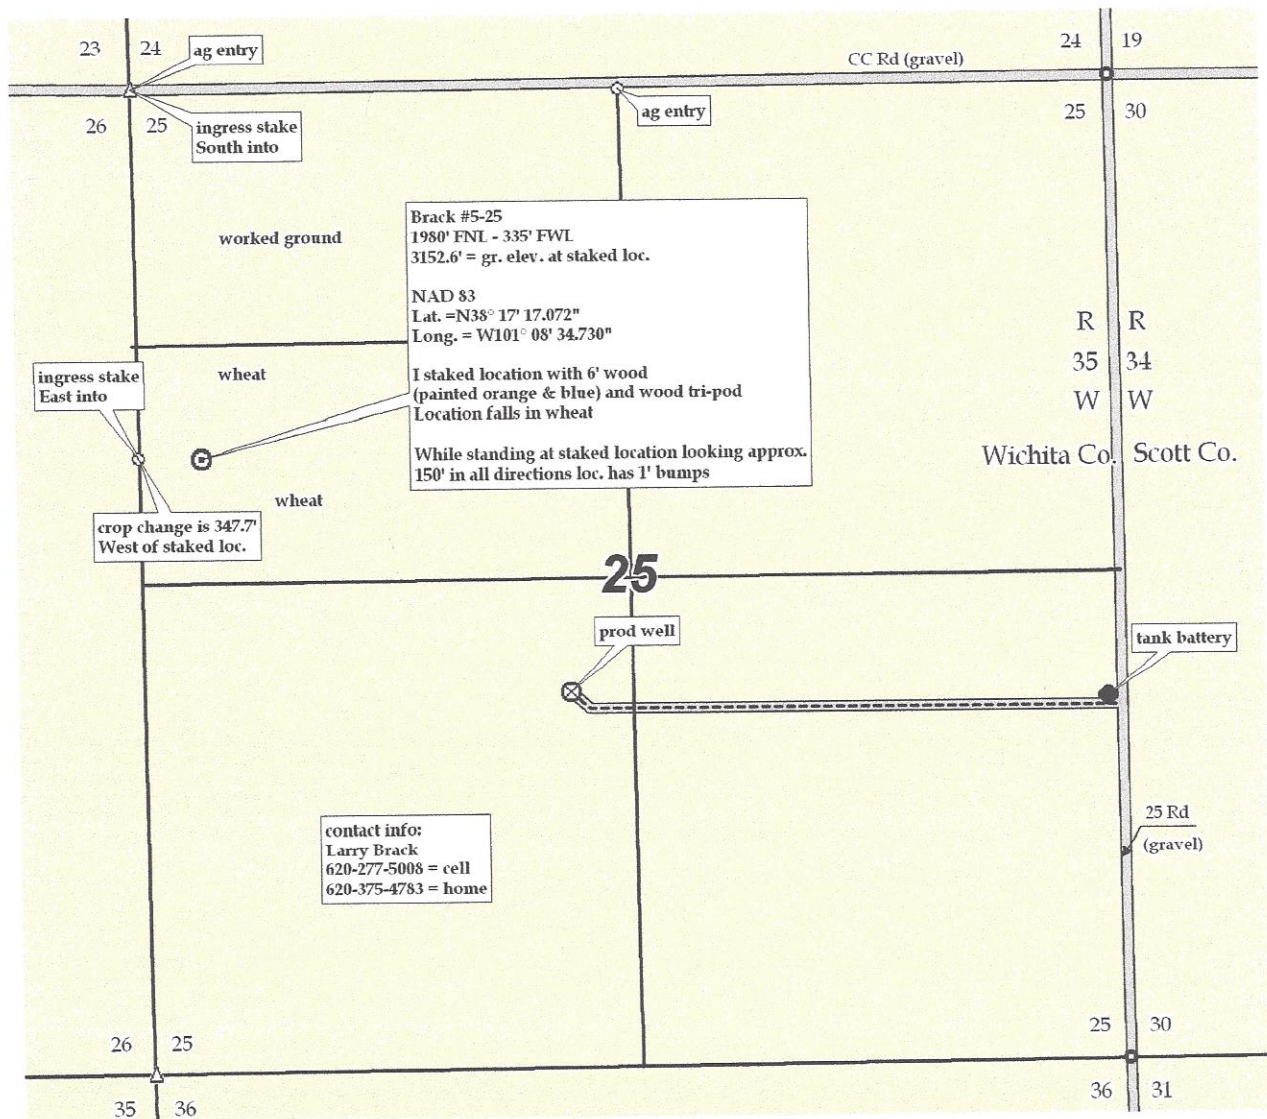 23 24
ag entry
CC Rd (gravel)
24 19
26 25
ingress stake
South into
ag entry
25 30
worked ground
Brack #5-25
1980' FNL - 335' FWL
3152.6' = gr. elev. at staked loc.
NAD 83
Lat. =N38° 17' 17.072"
Long. = W101° 08' 34.730"
I staked location with 6' wood
(painted orange & blue) and wood tri-pod
Location falls in wheat
While standing at staked location looking approx.
150' in all directions loc. has 1' bumps
R R
35 34
W W
Wichita Co. Scott Co.
wheat
ingress stake
East into
wheat
crop change is 347.7'
West of staked loc.
25
prod well
tank battery
25 Rd
(gravel)
contact info:
Larry Brack
620-277-5008 = cell
620-375-4783 = home
26 25
25 30
35 36
36 31